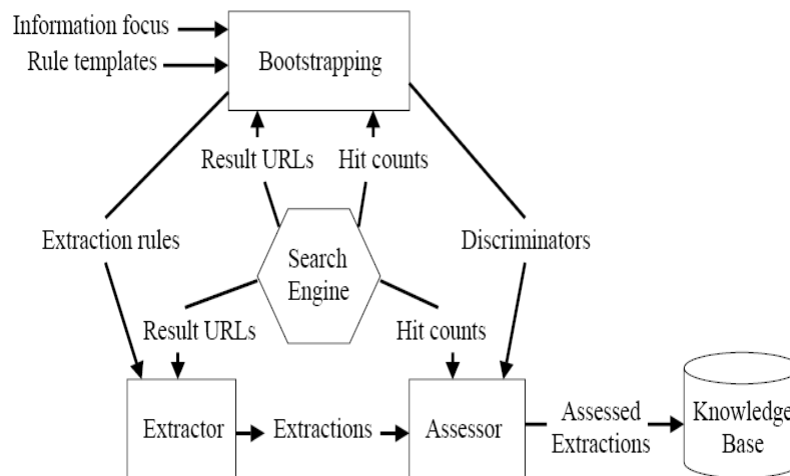 Information focus
Rule templates
Bootstrapping
Result URLs
Hit counts
Extraction rules
Search
Engine
Discriminators
Result URLs
Hit counts
Extractor
Extractions
Assessor
Assessed
Extractions
Knowledge
Base